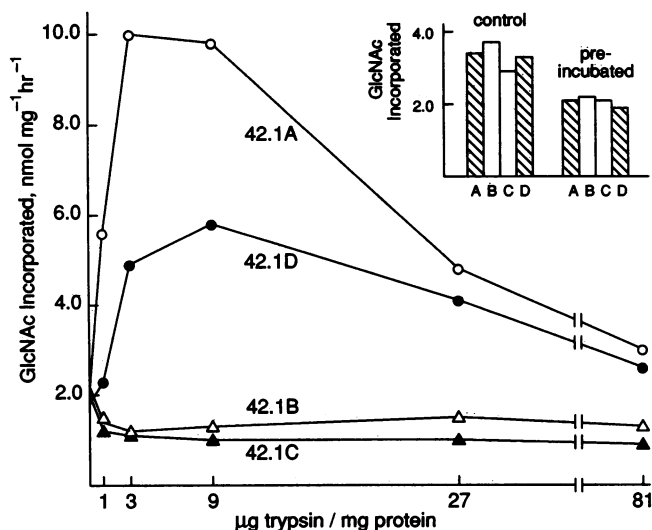 GlcNAc Incorporated, nmol mg⁻¹hr⁻¹
10.0
8.0
6.0
4.0
2.0
42.1A
42.1D
42.1B
42.1C
1 3 9 27 81
µg trypsin / mg protein
GlcNAc
Incorporated
4.0
2.0
control
pre-
incubated
A B C D
A B C D